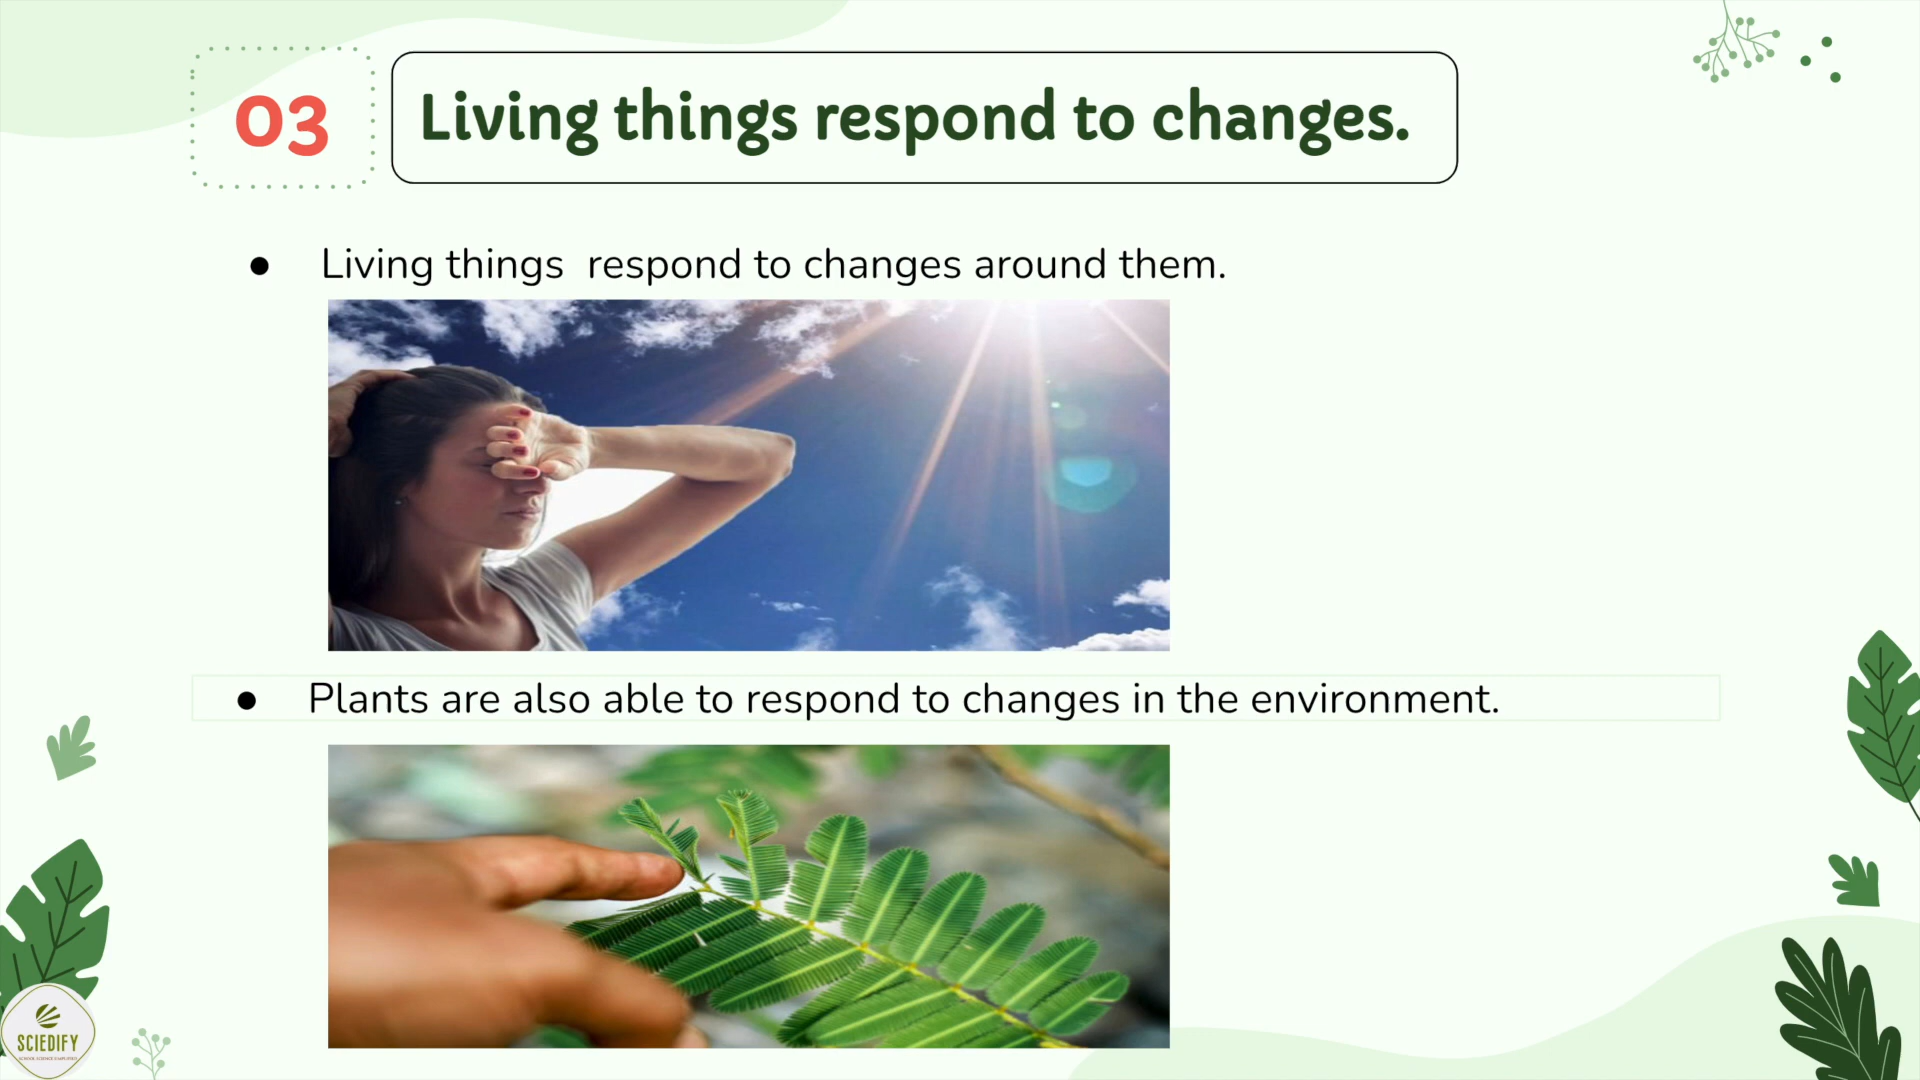 03
Living things respond to changes.
● Living things  respond to changes around them.
● Plants are also able to respond to changes in the environment.
SCIEDIFY